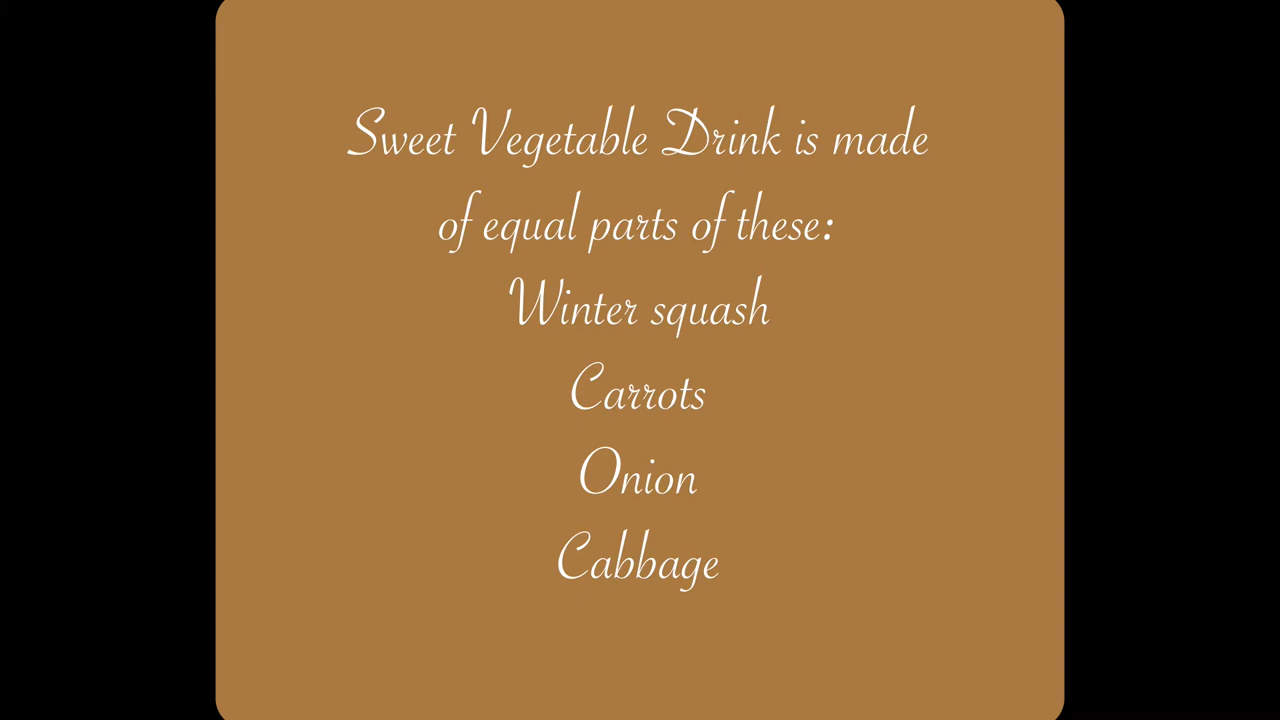 Sweet Vegetable Drink is made
of equal parts of these:
Winter squash
Carrots
Onion
Cabbage